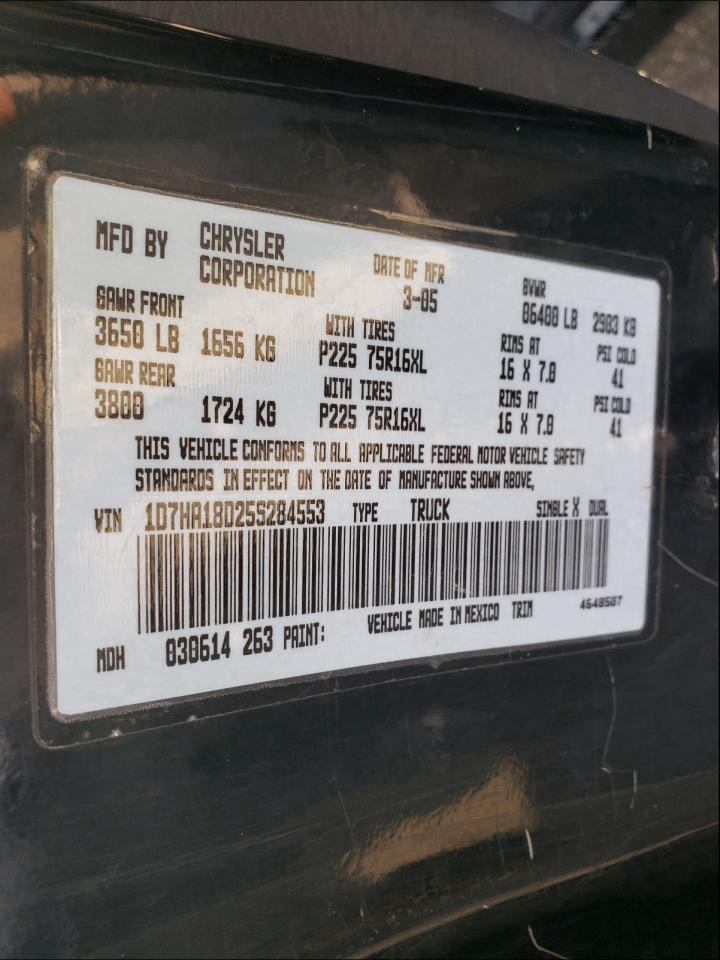 MFD BY CHRYSLER CORPORATION DATE OF MFR 3-05 GVWR 06400 LB 2903 KG
GAWR FRONT 3650 LB 1656 KG WITH TIRES P225 75R16XL RIMS AT 16 X 7.0 PSI COLD 41
GAWR REAR 3800 1724 KG WITH TIRES P225 75R16XL RIMS AT 16 X 7.0 PSI COLD 41
THIS VEHICLE CONFORMS TO ALL APPLICABLE FEDERAL MOTOR VEHICLE SAFETY
STANDARDS IN EFFECT ON THE DATE OF MANUFACTURE SHOWN ABOVE,
VIN 1D7HA18D25S284553 TYPE TRUCK SINGLE X DUAL
MDH 030614 263 PAINT: VEHICLE MADE IN MEXICO TRIM 4648507